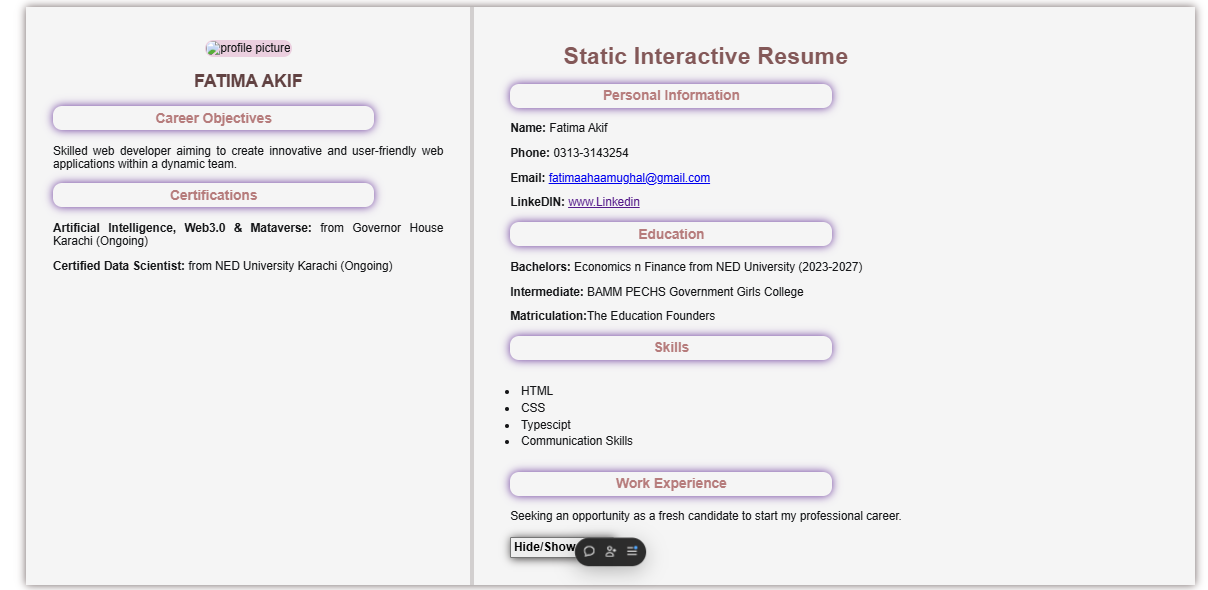 profile picture
FATIMA AKIF
Career Objectives
Skilled web developer aiming to create innovative and user-friendly web
applications within a dynamic team.
Certifications
Artificial Intelligence, Web3.0 & Mataverse: from Governor House
Karachi (Ongoing)
Certified Data Scientist: from NED University Karachi (Ongoing)
Static Interactive Resume
Personal Information
Name: Fatima Akif
Phone: 0313-3143254
Email: fatimaahaamughal@gmail.com
LinkeDIN: www.Linkedin
Education
Bachelors: Economics n Finance from NED University (2023-2027)
Intermediate: BAMM PECHS Government Girls College
Matriculation:The Education Founders
Skills
HTML
CSS
Typescipt
Communication Skills
Work Experience
Seeking an opportunity as a fresh candidate to start my professional career.
Hide/Show